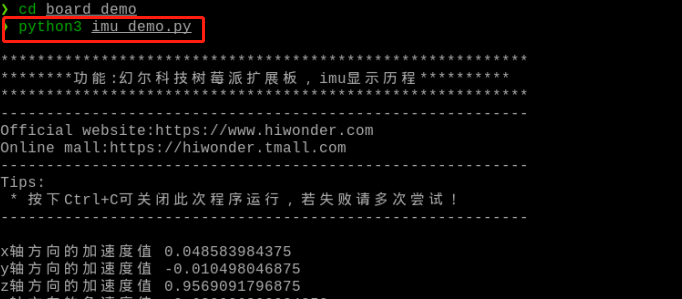 ❯ cd board_demo
❯ python3 imu_demo.py
*********************************************************
********功能:幻尔科技树莓派扩展板，imu显示历程**********
*********************************************************
---------------------------------------------------------
Official website:https://www.hiwonder.com
Online mall:https://hiwonder.tmall.com
---------------------------------------------------------
Tips:
* 按下Ctrl+C可关闭此次程序运行，若失败请多次尝试！
---------------------------------------------------------
x轴方向的加速度值 0.048583984375
y轴方向的加速度值 -0.010498046875
z轴方向的加速度值 0.9569091796875